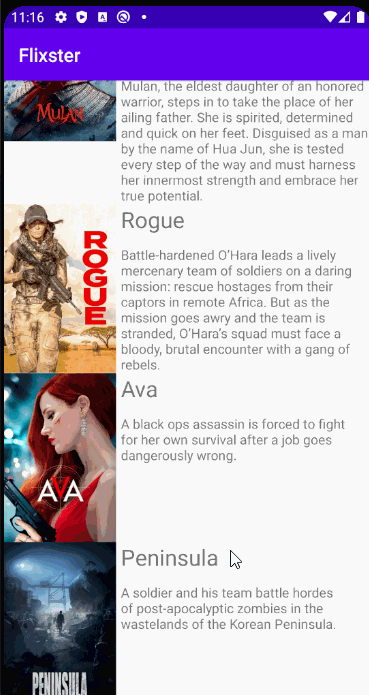 11:16
Flixster
Mulan, the eldest daughter of an honored
warrior, steps in to take the place of her
ailing father. She is spirited, determined
and quick on her feet. Disguised as a man
by the name of Hua Jun, she is tested
every step of the way and must harness
her innermost strength and embrace her
true potential.
MULAN
Rogue
Battle-hardened O’Hara leads a lively
mercenary team of soldiers on a daring
mission: rescue hostages from their
captors in remote Africa. But as the
mission goes awry and the team is
stranded, O’Hara’s squad must face a
bloody, brutal encounter with a gang of
rebels.
ROGUE
Ava
A black ops assassin is forced to fight
for her own survival after a job goes
dangerously wrong.
AVA
Peninsula
A soldier and his team battle hordes
of post-apocalyptic zombies in the
wastelands of the Korean Peninsula.
PENINSULA